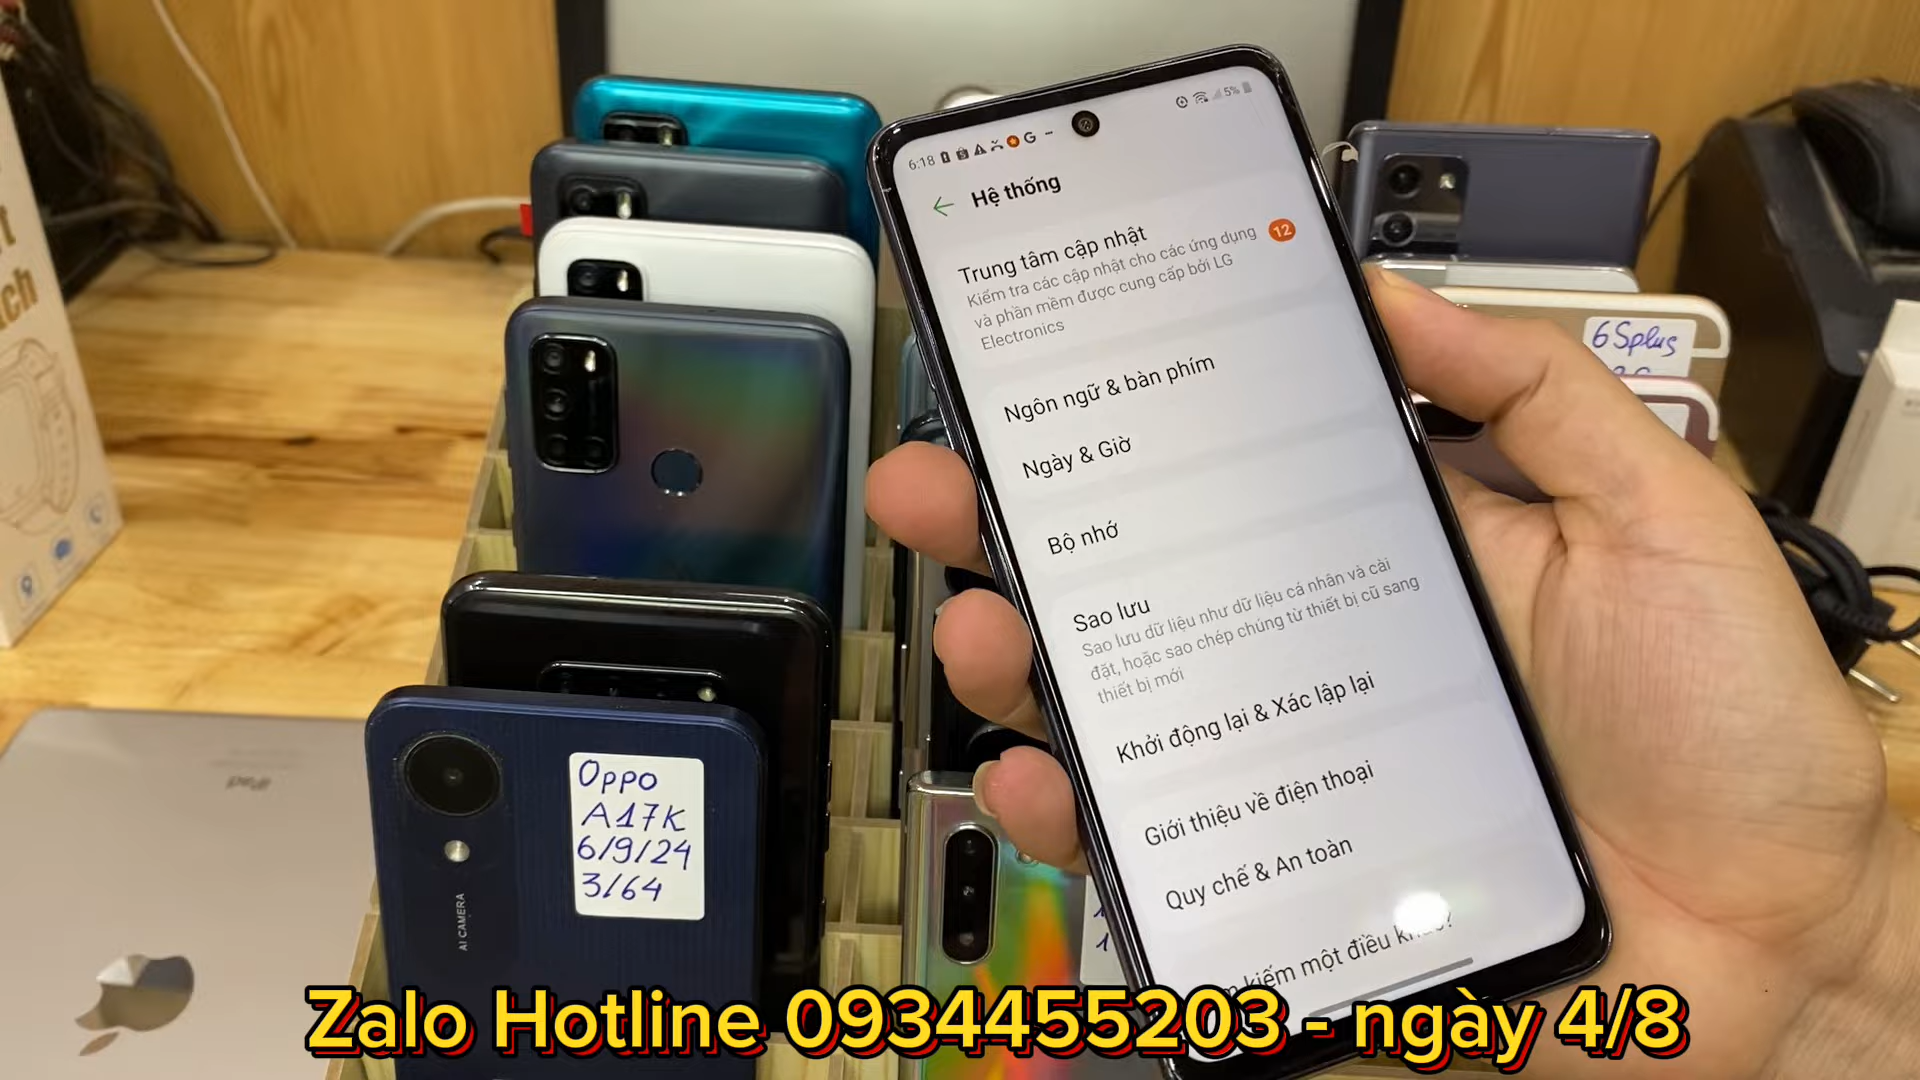 6:18
G
5%
Hệ thống
Trung tâm cập nhật
12
Kiểm tra các cập nhật cho các ứng dụng
và phần mềm được cung cấp bởi LG
Electronics
Ngôn ngữ & bàn phím
Ngày & Giờ
Bộ nhớ
Sao lưu
Sao lưu dữ liệu như dữ liệu cá nhân và cài
đặt, hoặc sao chép chúng từ thiết bị cũ sang
thiết bị mới
Khởi động lại & Xác lập lại
Giới thiệu về điện thoại
Quy chế & An toàn
kiếm một điều
6Splus
iPad
Oppo
A17K
6/9/24
3/64
AI CAMERA
Zalo Hotline 0934455203 - ngày 4/8